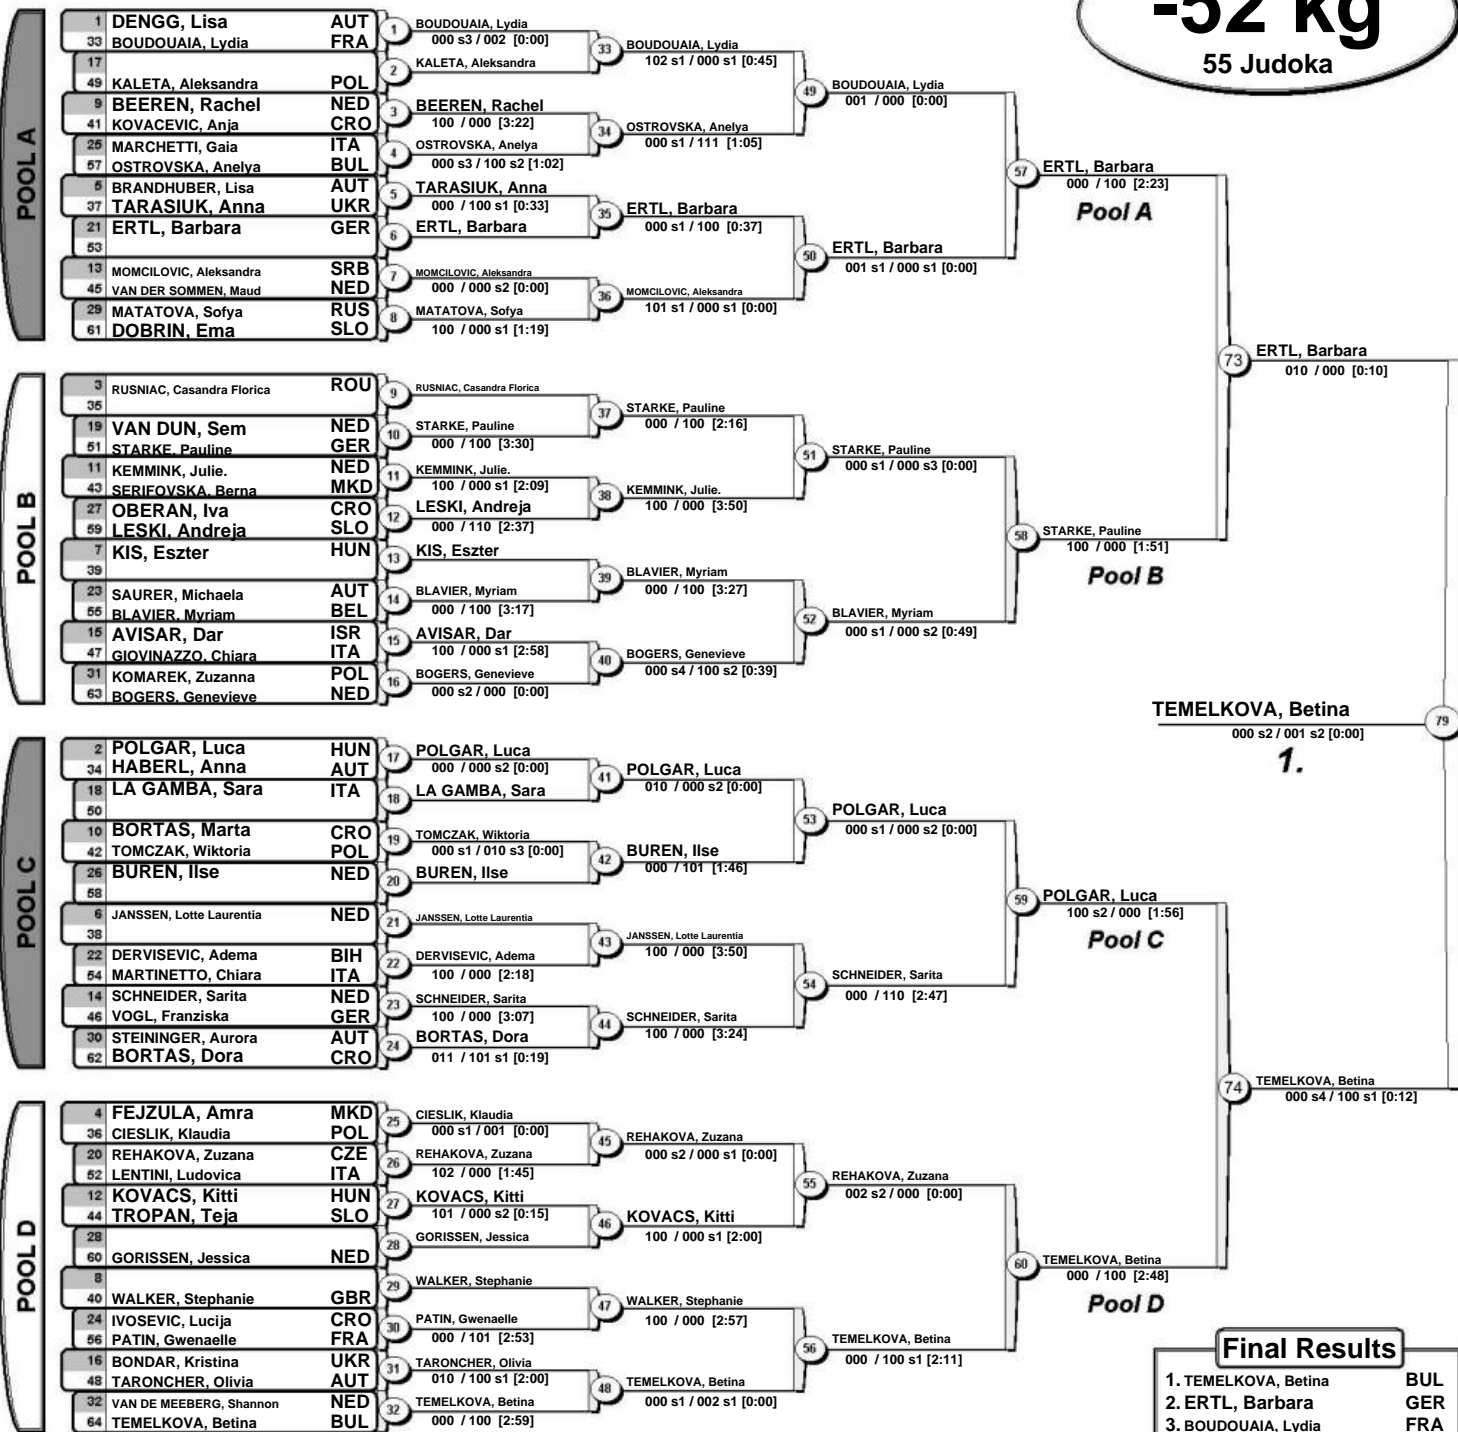 -52 kg
55 Judoka
POOL A
1 DENGG, Lisa AUT
33 BOUDOUAIA, Lydia FRA
17
49 KALETA, Aleksandra POL
9 BEEREN, Rachel NED
41 KOVACEVIC, Anja CRO
25 MARCHETTI, Gaia ITA
57 OSTROVSKA, Anelya BUL
5 BRANDHUBER, Lisa AUT
37 TARASIUK, Anna UKR
21 ERTL, Barbara GER
53
13 MOMCILOVIC, Aleksandra SRB
45 VAN DER SOMMEN, Maud NED
29 MATATOVA, Sofya RUS
61 DOBRIN, Ema SLO
1 BOUDOUAIA, Lydia
000 s3 / 002 [0:00]
2 KALETA, Aleksandra
3 BEEREN, Rachel
100 / 000 [3:22]
4 OSTROVSKA, Anelya
000 s3 / 100 s2 [1:02]
5 TARASIUK, Anna
000 / 100 s1 [0:33]
6 ERTL, Barbara
7 MOMCILOVIC, Aleksandra
000 / 000 s2 [0:00]
8 MATATOVA, Sofya
100 / 000 s1 [1:19]
33 BOUDOUAIA, Lydia
102 s1 / 000 s1 [0:45]
34 OSTROVSKA, Anelya
000 s1 / 111 [1:05]
35 ERTL, Barbara
000 s1 / 100 [0:37]
36 MOMCILOVIC, Aleksandra
101 s1 / 000 s1 [0:00]
49 BOUDOUAIA, Lydia
001 / 000 [0:00]
50 ERTL, Barbara
001 s1 / 000 s1 [0:00]
57 ERTL, Barbara
000 / 100 [2:23]
Pool A
POOL B
3 RUSNIAC, Casandra Florica ROU
35
19 VAN DUN, Sem NED
51 STARKE, Pauline GER
11 KEMMINK, Julie. NED
43 SERIFOVSKA, Berna MKD
27 OBERAN, Iva CRO
59 LESKI, Andreja SLO
7 KIS, Eszter HUN
39
23 SAURER, Michaela AUT
55 BLAVIER, Myriam BEL
15 AVISAR, Dar ISR
47 GIOVINAZZO, Chiara ITA
31 KOMAREK, Zuzanna POL
63 BOGERS, Genevieve NED
9 RUSNIAC, Casandra Florica
10 STARKE, Pauline
000 / 100 [3:30]
11 KEMMINK, Julie.
100 / 000 s1 [2:09]
12 LESKI, Andreja
000 / 110 [2:37]
13 KIS, Eszter
14 BLAVIER, Myriam
000 / 100 [3:17]
15 AVISAR, Dar
100 / 000 s1 [2:58]
16 BOGERS, Genevieve
000 s2 / 000 [0:00]
37 STARKE, Pauline
000 / 100 [2:16]
38 KEMMINK, Julie.
100 / 000 [3:50]
39 BLAVIER, Myriam
000 / 100 [3:27]
40 BOGERS, Genevieve
000 s4 / 100 s2 [0:39]
51 STARKE, Pauline
000 s1 / 000 s3 [0:00]
52 BLAVIER, Myriam
000 s1 / 000 s2 [0:49]
58 STARKE, Pauline
100 / 000 [1:51]
Pool B
73 ERTL, Barbara
010 / 000 [0:10]
TEMELKOVA, Betina 79
000 s2 / 001 s2 [0:00]
1.
POOL C
2 POLGAR, Luca HUN
34 HABERL, Anna AUT
18 LA GAMBA, Sara ITA
50
10 BORTAS, Marta CRO
42 TOMCZAK, Wiktoria POL
26 BUREN, Ilse NED
58
6 JANSSEN, Lotte Laurentia NED
38
22 DERVISEVIC, Adema BIH
54 MARTINETTO, Chiara ITA
14 SCHNEIDER, Sarita NED
46 VOGL, Franziska GER
30 STEININGER, Aurora AUT
62 BORTAS, Dora CRO
17 POLGAR, Luca
000 / 000 s2 [0:00]
18 LA GAMBA, Sara
19 TOMCZAK, Wiktoria
000 s1 / 010 s3 [0:00]
20 BUREN, Ilse
21 JANSSEN, Lotte Laurentia
22 DERVISEVIC, Adema
100 / 000 [2:18]
23 SCHNEIDER, Sarita
100 / 000 [3:07]
24 BORTAS, Dora
011 / 101 s1 [0:19]
41 POLGAR, Luca
010 / 000 s2 [0:00]
42 BUREN, Ilse
000 / 101 [1:46]
43 JANSSEN, Lotte Laurentia
100 / 000 [3:50]
44 SCHNEIDER, Sarita
100 / 000 [3:24]
53 POLGAR, Luca
000 s1 / 000 s2 [0:00]
54 SCHNEIDER, Sarita
000 / 110 [2:47]
59 POLGAR, Luca
100 s2 / 000 [1:56]
Pool C
74 TEMELKOVA, Betina
000 s4 / 100 s1 [0:12]
POOL D
4 FEJZULA, Amra MKD
36 CIESLIK, Klaudia POL
20 REHAKOVA, Zuzana CZE
52 LENTINI, Ludovica ITA
12 KOVACS, Kitti HUN
44 TROPAN, Teja SLO
28
60 GORISSEN, Jessica NED
8
40 WALKER, Stephanie GBR
24 IVOSEVIC, Lucija CRO
56 PATIN, Gwenaelle FRA
16 BONDAR, Kristina UKR
48 TARONCHER, Olivia AUT
32 VAN DE MEEBERG, Shannon NED
64 TEMELKOVA, Betina BUL
25 CIESLIK, Klaudia
000 s1 / 001 [0:00]
26 REHAKOVA, Zuzana
102 / 000 [1:45]
27 KOVACS, Kitti
101 / 000 s2 [0:15]
28 GORISSEN, Jessica
29 WALKER, Stephanie
30 PATIN, Gwenaelle
000 / 101 [2:53]
31 TARONCHER, Olivia
010 / 100 s1 [2:00]
32 TEMELKOVA, Betina
000 / 100 [2:59]
45 REHAKOVA, Zuzana
000 s2 / 000 s1 [0:00]
46 KOVACS, Kitti
100 / 000 s1 [2:00]
47 WALKER, Stephanie
100 / 000 [2:57]
48 TEMELKOVA, Betina
000 s1 / 002 s1 [0:00]
55 REHAKOVA, Zuzana
002 s2 / 000 [0:00]
56 TEMELKOVA, Betina
000 / 100 s1 [2:11]
60 TEMELKOVA, Betina
000 / 100 [2:48]
Pool D
Final Results
1. TEMELKOVA, Betina BUL
2. ERTL, Barbara GER
3. BOUDOUAIA, Lydia FRA